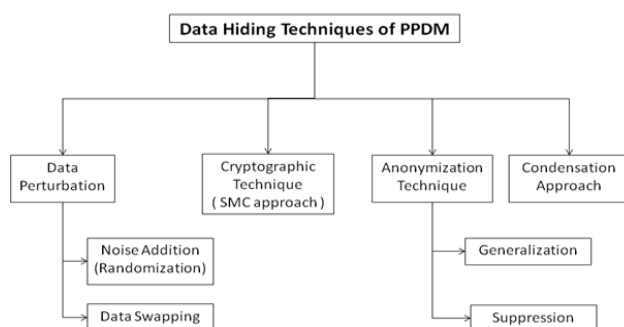 Data Hiding Techniques of PPDM
Data
Perturbation
Cryptographic
Technique
( SMC approach )
Anonymization
Technique
Condensation
Approach
Noise Addition
(Randomization)
Generalization
Data Swapping
Suppression